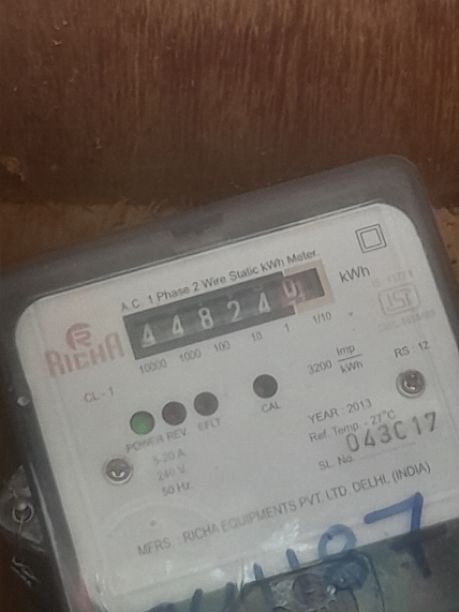 A.C. 1 Phase 2 Wire Static kWh Meter.
4 4 8 2 4 0 kWh
10000 1000 100 10 1 1/10
R
RICHA
ISI
CL - 1
3200 Imp/kWh
RS : 12
POWER REV EFLT CAL
5-20 A
240 V
50 Hz.
YEAR : 2013
Ref. Temp. - 27°C
SL. No. 043C17
MFRS. : RICHA EQUIPMENTS PVT. LTD. DELHI, (INDIA)